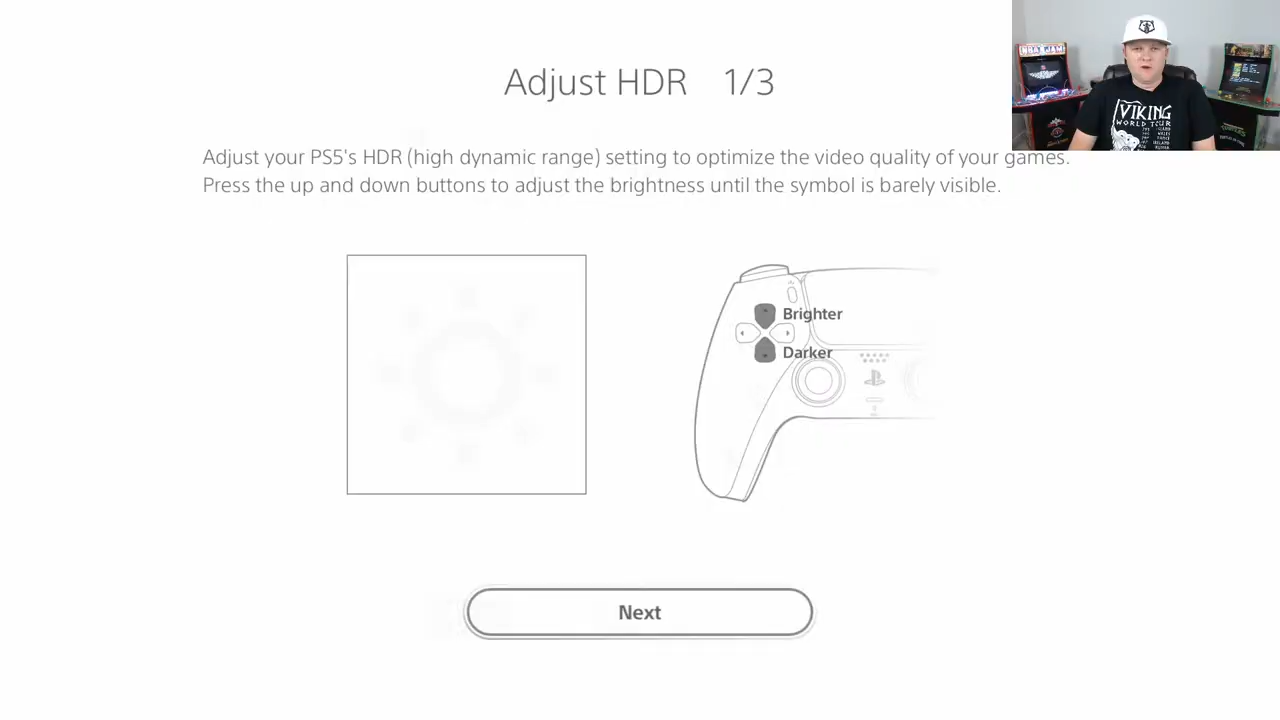 Adjust HDR 1/3
Adjust your PS5's HDR (high dynamic range) setting to optimize the video quality of your games.
Press the up and down buttons to adjust the brightness until the symbol is barely visible.
Brighter
Darker
Next
NBA JAM
VIKING
WORLD TOUR